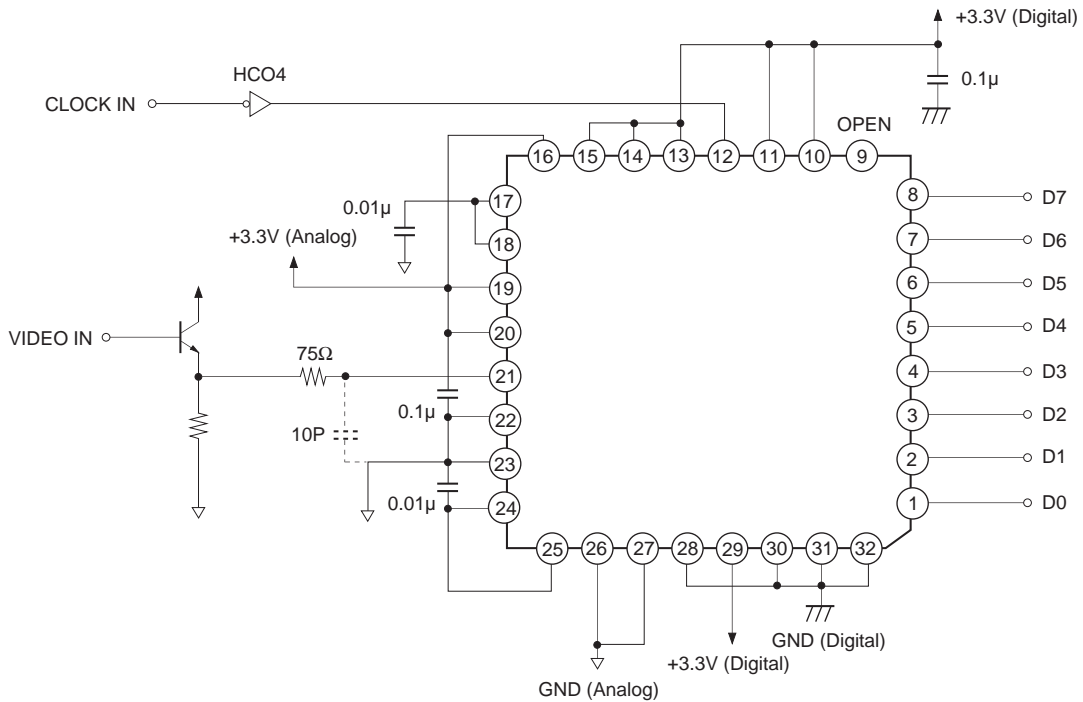 +3.3V (Digital)
HCO4
0.1µ
CLOCK IN
OPEN
16
15
14
13
12
11
10
9
17
8
D7
0.01µ
+3.3V (Analog)
18
7
D6
19
6
D5
VIDEO IN
20
5
D4
75Ω
21
4
D3
0.1µ
22
3
D2
10P
23
2
D1
0.01µ
24
1
D0
25
26
27
28
29
30
31
32
GND (Digital)
+3.3V (Digital)
GND (Analog)